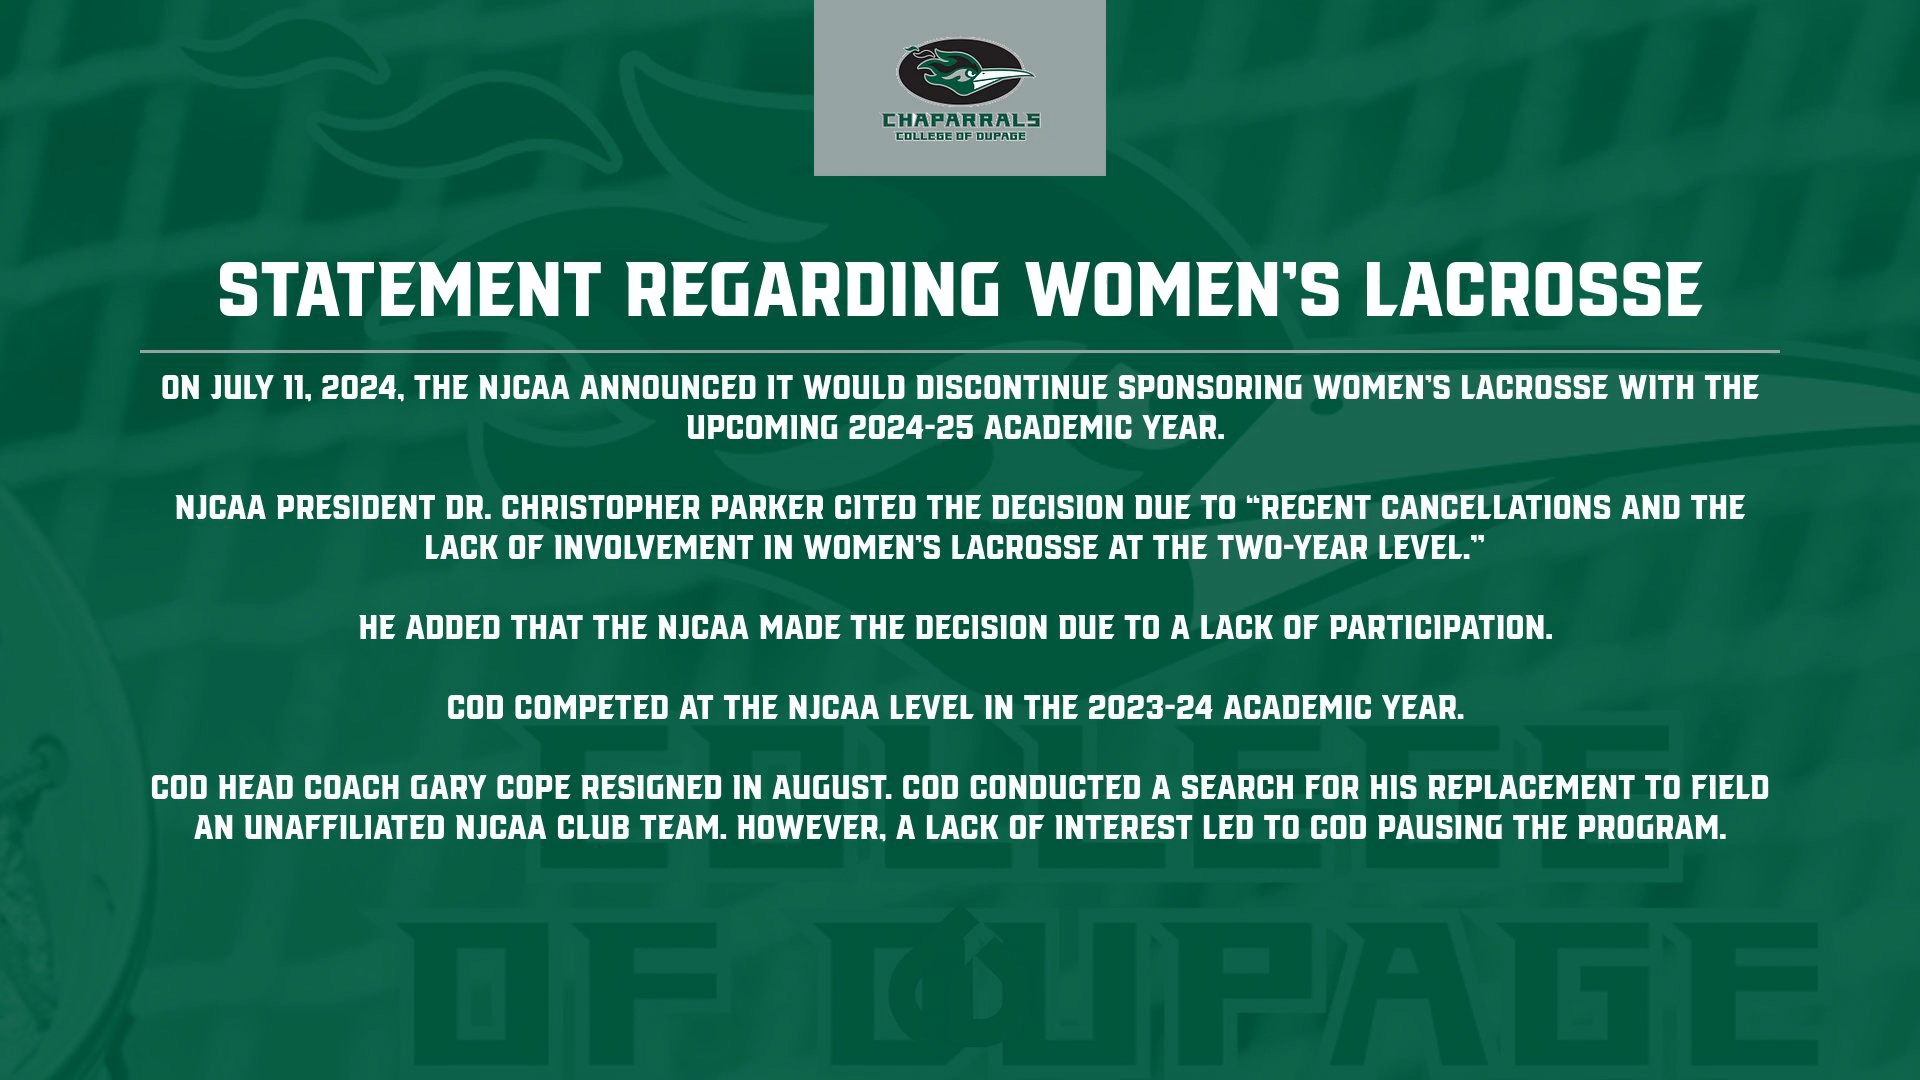 CHAPARRALS
COLLEGE OF DUPAGE
STATEMENT REGARDING WOMEN'S LACROSSE
ON JULY 11, 2024, THE NJCAA ANNOUNCED IT WOULD DISCONTINUE SPONSORING WOMEN'S LACROSSE WITH THE
UPCOMING 2024-25 ACADEMIC YEAR.
NJCAA PRESIDENT DR. CHRISTOPHER PARKER CITED THE DECISION DUE TO “RECENT CANCELLATIONS AND THE
LACK OF INVOLVEMENT IN WOMEN'S LACROSSE AT THE TWO-YEAR LEVEL.”
HE ADDED THAT THE NJCAA MADE THE DECISION DUE TO A LACK OF PARTICIPATION.
COD COMPETED AT THE NJCAA LEVEL IN THE 2023-24 ACADEMIC YEAR.
COD HEAD COACH GARY COPE RESIGNED IN AUGUST. COD CONDUCTED A SEARCH FOR HIS REPLACEMENT TO FIELD
AN UNAFFILIATED NJCAA CLUB TEAM. HOWEVER, A LACK OF INTEREST LED TO COD PAUSING THE PROGRAM.
COLLEGE
OF DUPAGE